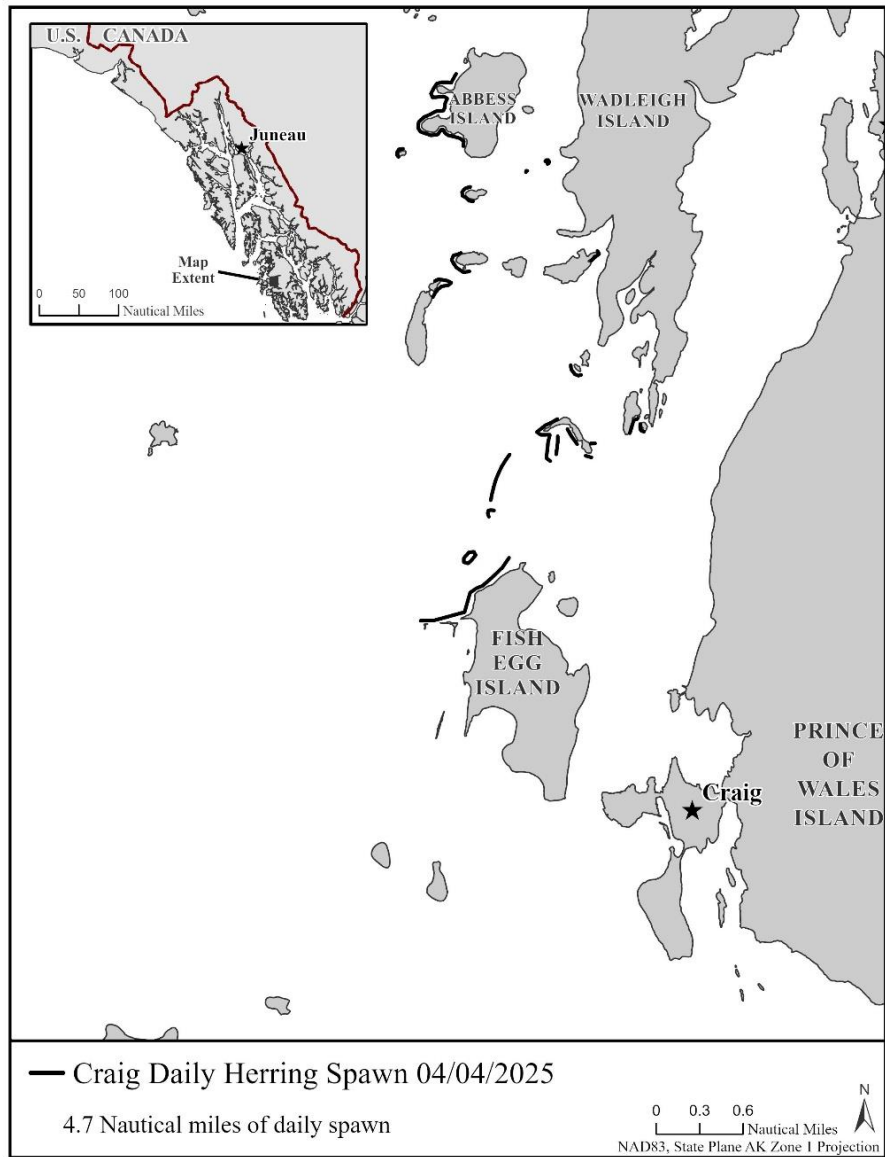 U.S. CANADA
Juneau
Map
Extent
0 50 100
Nautical Miles
ABBESS
ISLAND
WADLEIGH
ISLAND
FISH
EGG
ISLAND
PRINCE
OF
WALES
ISLAND
Craig
Craig Daily Herring Spawn 04/04/2025
4.7 Nautical miles of daily spawn
0 0.3 0.6
Nautical Miles
N
NAD83, State Plane AK Zone 1 Projection